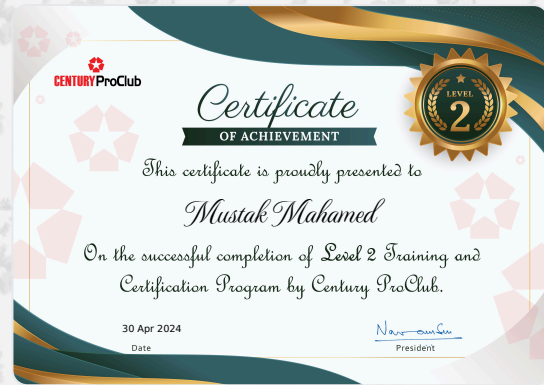 CENTURY ProClub
LEVEL
2
Certificate
OF ACHIEVEMENT
This certificate is proudly presented to
Mustak Mahamed
On the successful completion of Level 2 Training and
Certification Program by Century ProClub.
30 Apr 2024
Date
President